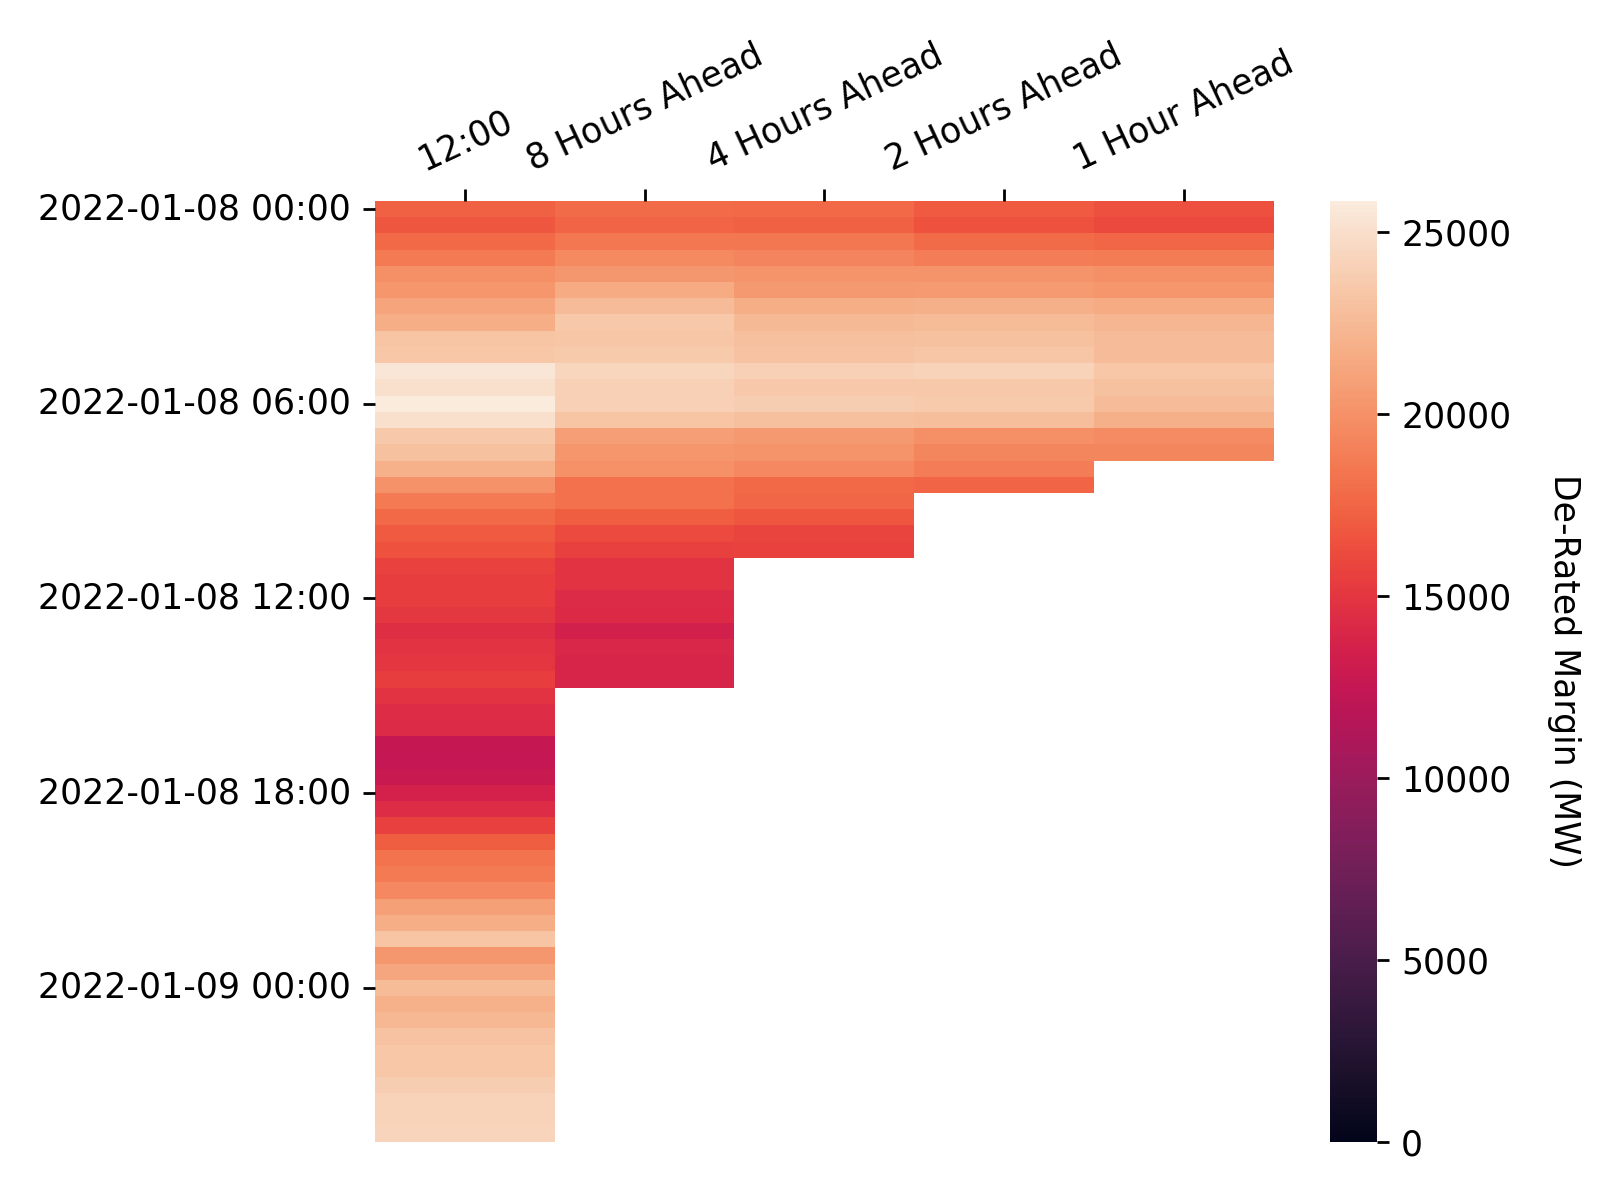 12:00
8 Hours Ahead
4 Hours Ahead
2 Hours Ahead
1 Hour Ahead
2022-01-08 00:00
2022-01-08 06:00
2022-01-08 12:00
2022-01-08 18:00
2022-01-09 00:00
25000
20000
15000
10000
5000
0
De-Rated Margin (MW)